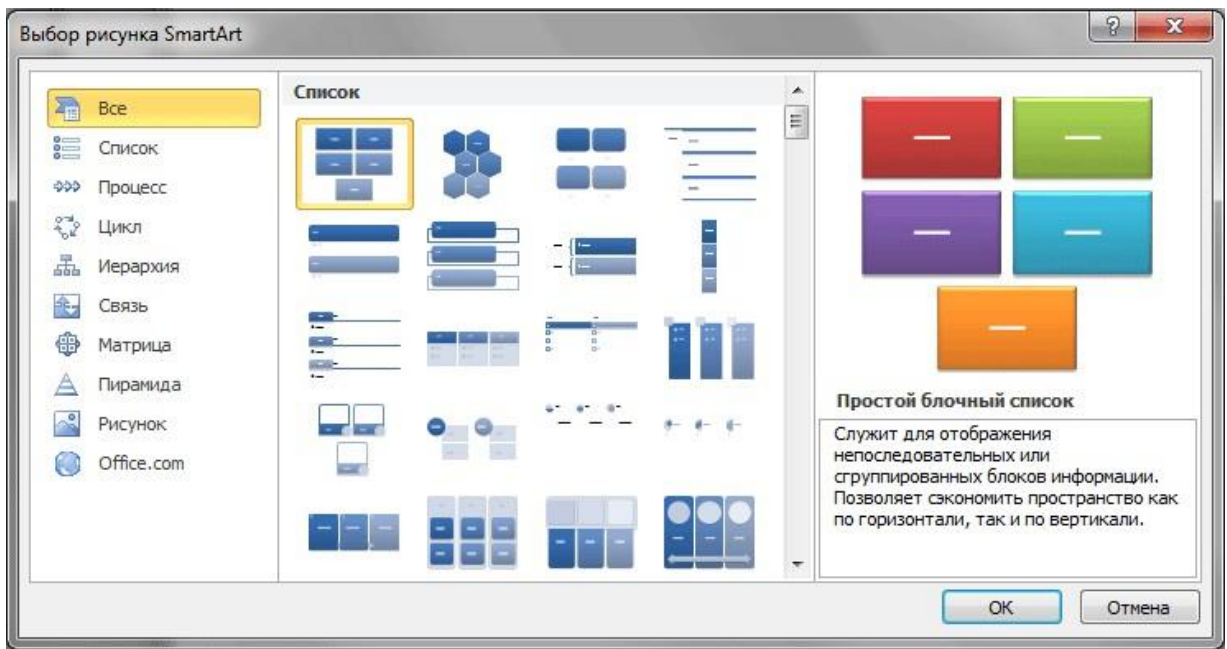 Выбор рисунка SmartArt
Все
Список
Процесс
Цикл
Иерархия
Связь
Матрица
Пирамида
Рисунок
Office.com
Список
Простой блочный список
Служит для отображения
непоследовательных или
сгруппированных блоков информации.
Позволяет сэкономить пространство как
по горизонтали, так и по вертикали.
ОК
Отмена